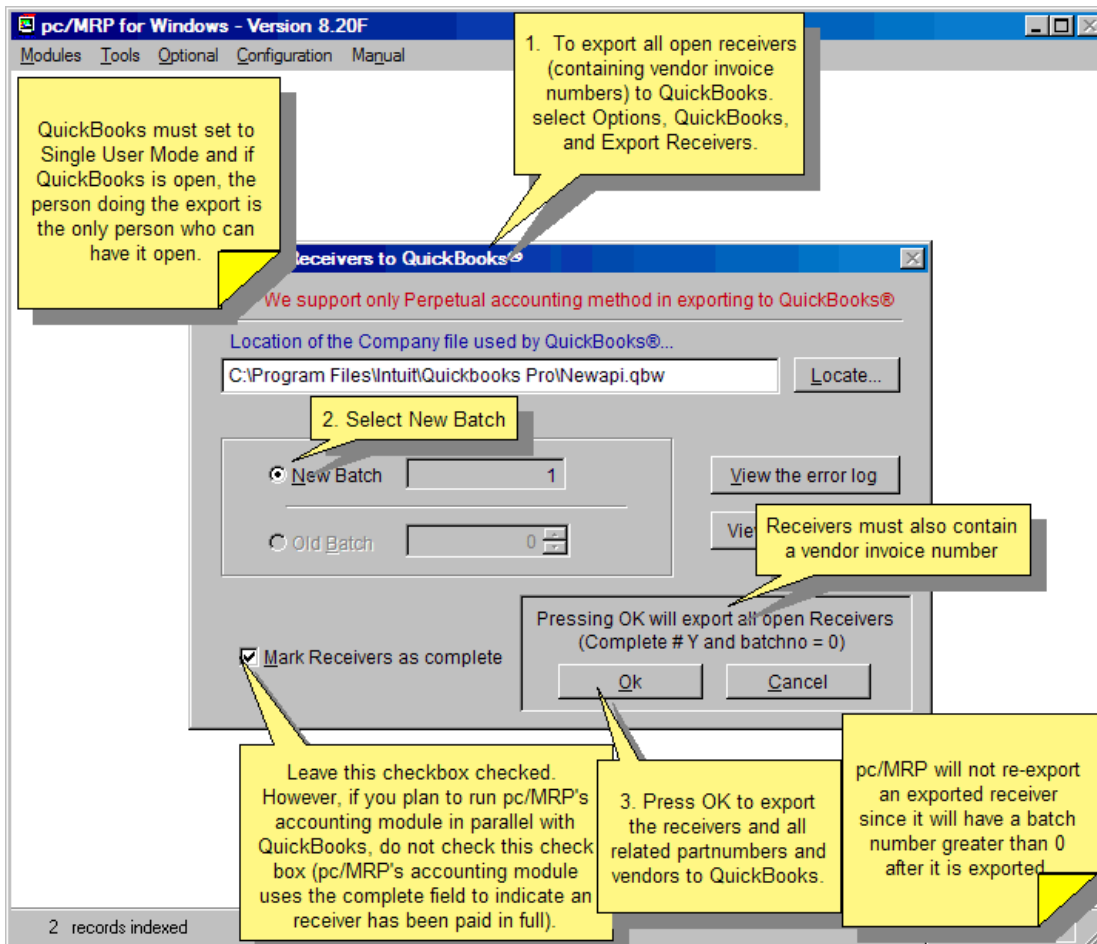 pc/MRP for Windows - Version 8.20F
Modules Tools Optional Configuration Manual
1. To export all open receivers
(containing vendor invoice
numbers) to QuickBooks.
select Options, QuickBooks,
and Export Receivers.
QuickBooks must set to
Single User Mode and if
QuickBooks is open, the
person doing the export is
the only person who can
have it open.
Receivers to QuickBooks®
We support only Perpetual accounting method in exporting to QuickBooks®
Location of the Company file used by QuickBooks®...
C:\Program Files\Intuit\Quickbooks Pro\Newapi.qbw
Locate...
2. Select New Batch
New Batch 1
View the error log
Old Batch 0
Receivers must also contain
a vendor invoice number
Pressing OK will export all open Receivers
(Complete # Y and batchno = 0)
Mark Receivers as complete
Ok Cancel
Leave this checkbox checked.
However, if you plan to run pc/MRP's
accounting module in parallel with
QuickBooks, do not check this check
box (pc/MRP's accounting module
uses the complete field to indicate an
receiver has been paid in full).
3. Press OK to export
the receivers and all
related partnumbers and
vendors to QuickBooks.
pc/MRP will not re-export
an exported receiver
since it will have a batch
number greater than 0
after it is exported
2 records indexed